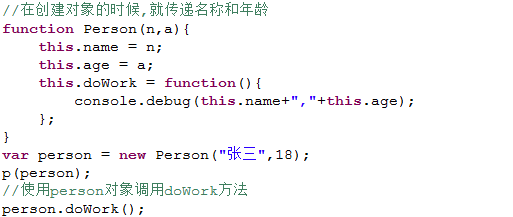 //在创建对象的时候,就传递名称和年龄
function Person(n,a){
    this.name = n;
    this.age = a;
    this.doWork = function(){
        console.debug(this.name+","+this.age);
    };
}
var person = new Person("张三",18);
p(person);
//使用person对象调用doWork方法
person.doWork();